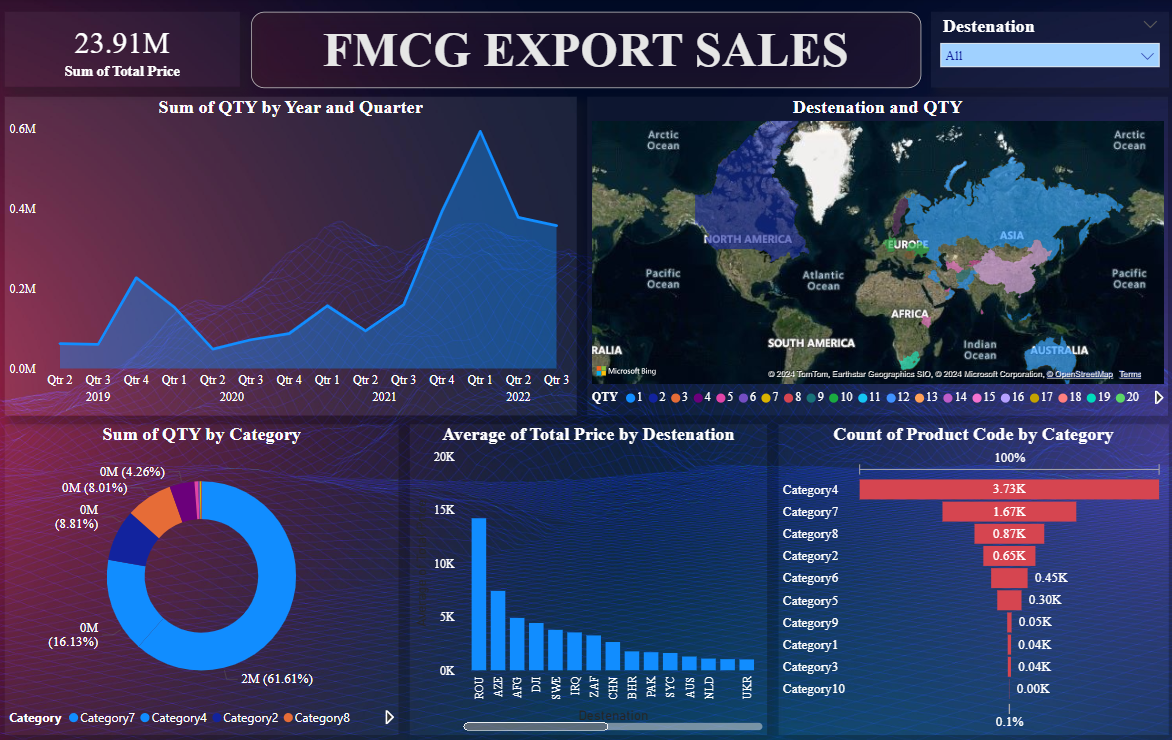 23.91M
Sum of Total Price
FMCG EXPORT SALES
Destenation
All
Sum of QTY by Year and Quarter
0.6M
0.4M
0.2M
0.0M
Qtr 2 Qtr 3 Qtr 4 Qtr 1 Qtr 2 Qtr 3 Qtr 4 Qtr 1 Qtr 2 Qtr 3 Qtr 4 Qtr 1 Qtr 2 Qtr 3
2019 2020 2021 2022
Destenation and QTY
Arctic
Ocean
Arctic
Ocean
NORTH AMERICA
EUROPE
ASIA
Pacific
Ocean
Atlantic
Ocean
Pacific
Ocean
AFRICA
SOUTH AMERICA
Indian
Ocean
RALIA
AUSTRALIA
Microsoft Bing
© 2024 TomTom, Earthstar Geographics SIO, © 2024 Microsoft Corporation, © OpenStreetMap Terms
QTY 1 2 3 4 5 6 7 8 9 10 11 12 13 14 15 16 17 18 19 20
Sum of QTY by Category
0M (4.26%)
0M (8.01%)
0M
(8.81%)
0M
(16.13%)
2M (61.61%)
Category Category7 Category4 Category2 Category8
Average of Total Price by Destenation
20K
15K
10K
5K
0K
ROU AZE AFG DJI SWE IRQ ZAF CHN BHR PAK SYC AUS NLD UKR
Destenation
Count of Product Code by Category
100%
Category4 3.73K
Category7 1.67K
Category8 0.87K
Category2 0.65K
Category6 0.45K
Category5 0.30K
Category9 0.05K
Category1 0.04K
Category3 0.04K
Category10 0.00K
0.1%